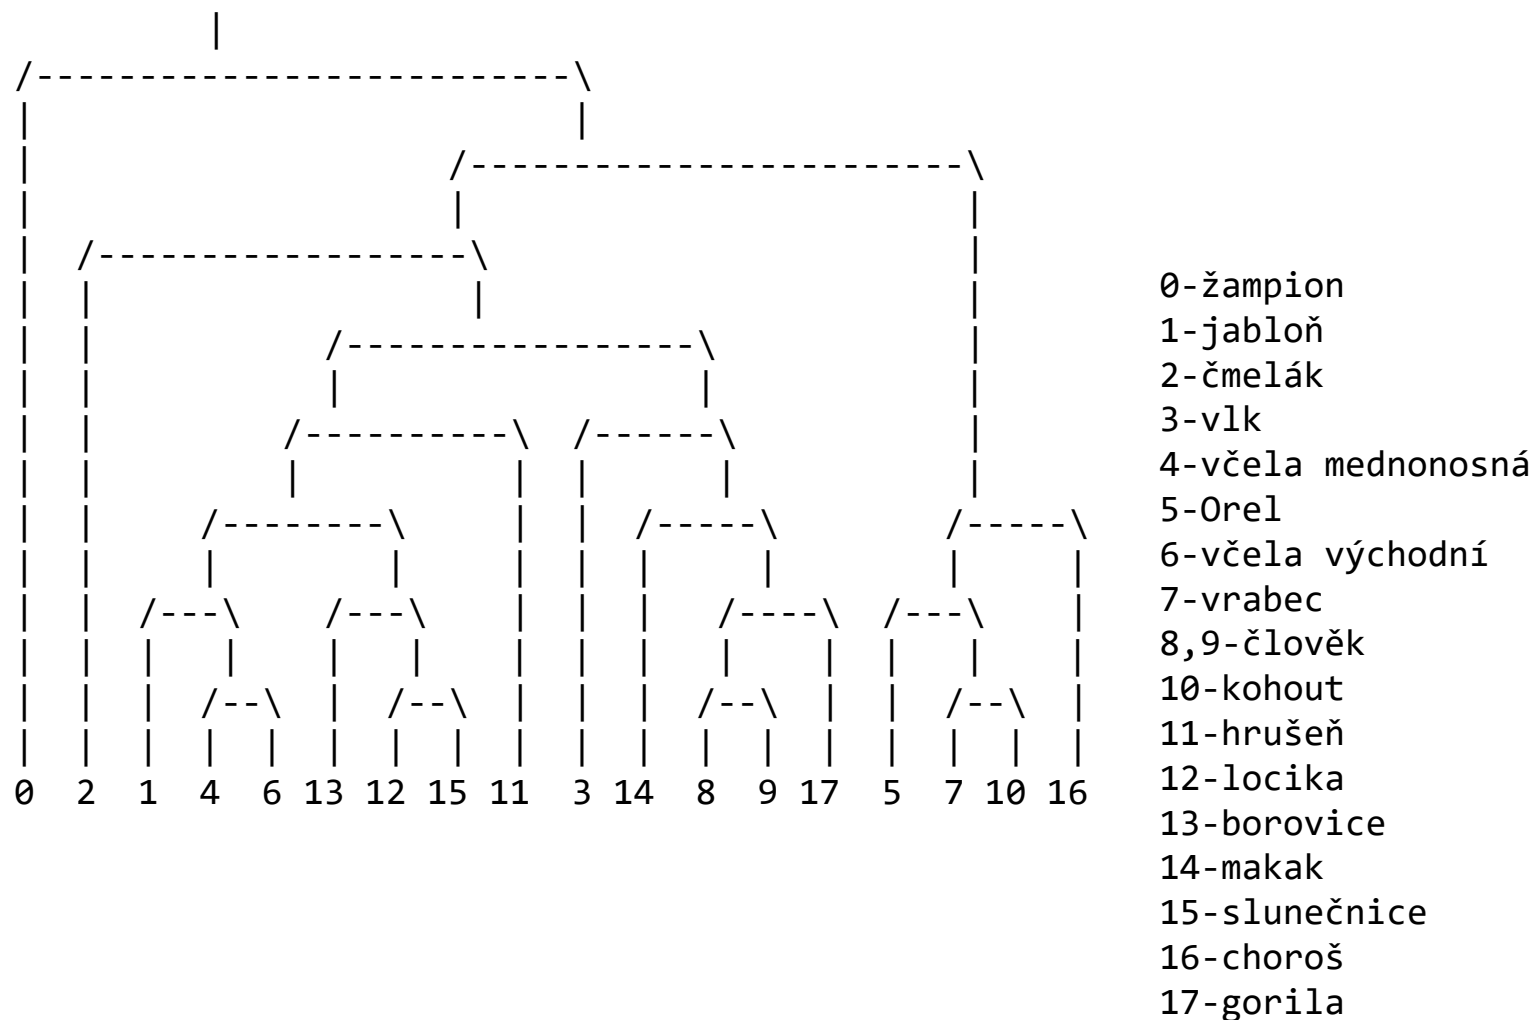 0 2 1 4 6 13 12 15 11 3 14 8 9 17 5 7 10 16
0-žampion
1-jabloň
2-čmelák
3-vlk
4-včela mednonosná
5-Orel
6-včela východní
7-vrabec
8,9-člověk
10-kohout
11-hrušeň
12-locika
13-borovice
14-makak
15-slunečnice
16-choroš
17-gorila